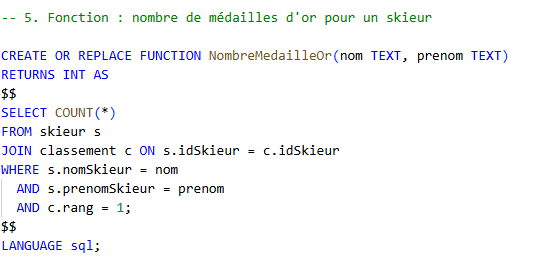 -- 5. Fonction : nombre de médailles d'or pour un skieur
CREATE OR REPLACE FUNCTION NombreMedailleOr(nom TEXT, prenom TEXT)
RETURNS INT AS
$$
SELECT COUNT(*)
FROM skieur s
JOIN classement c ON s.idSkieur = c.idSkieur
WHERE s.nomSkieur = nom
  AND s.prenomSkieur = prenom
  AND c.rang = 1;
$$
LANGUAGE sql;